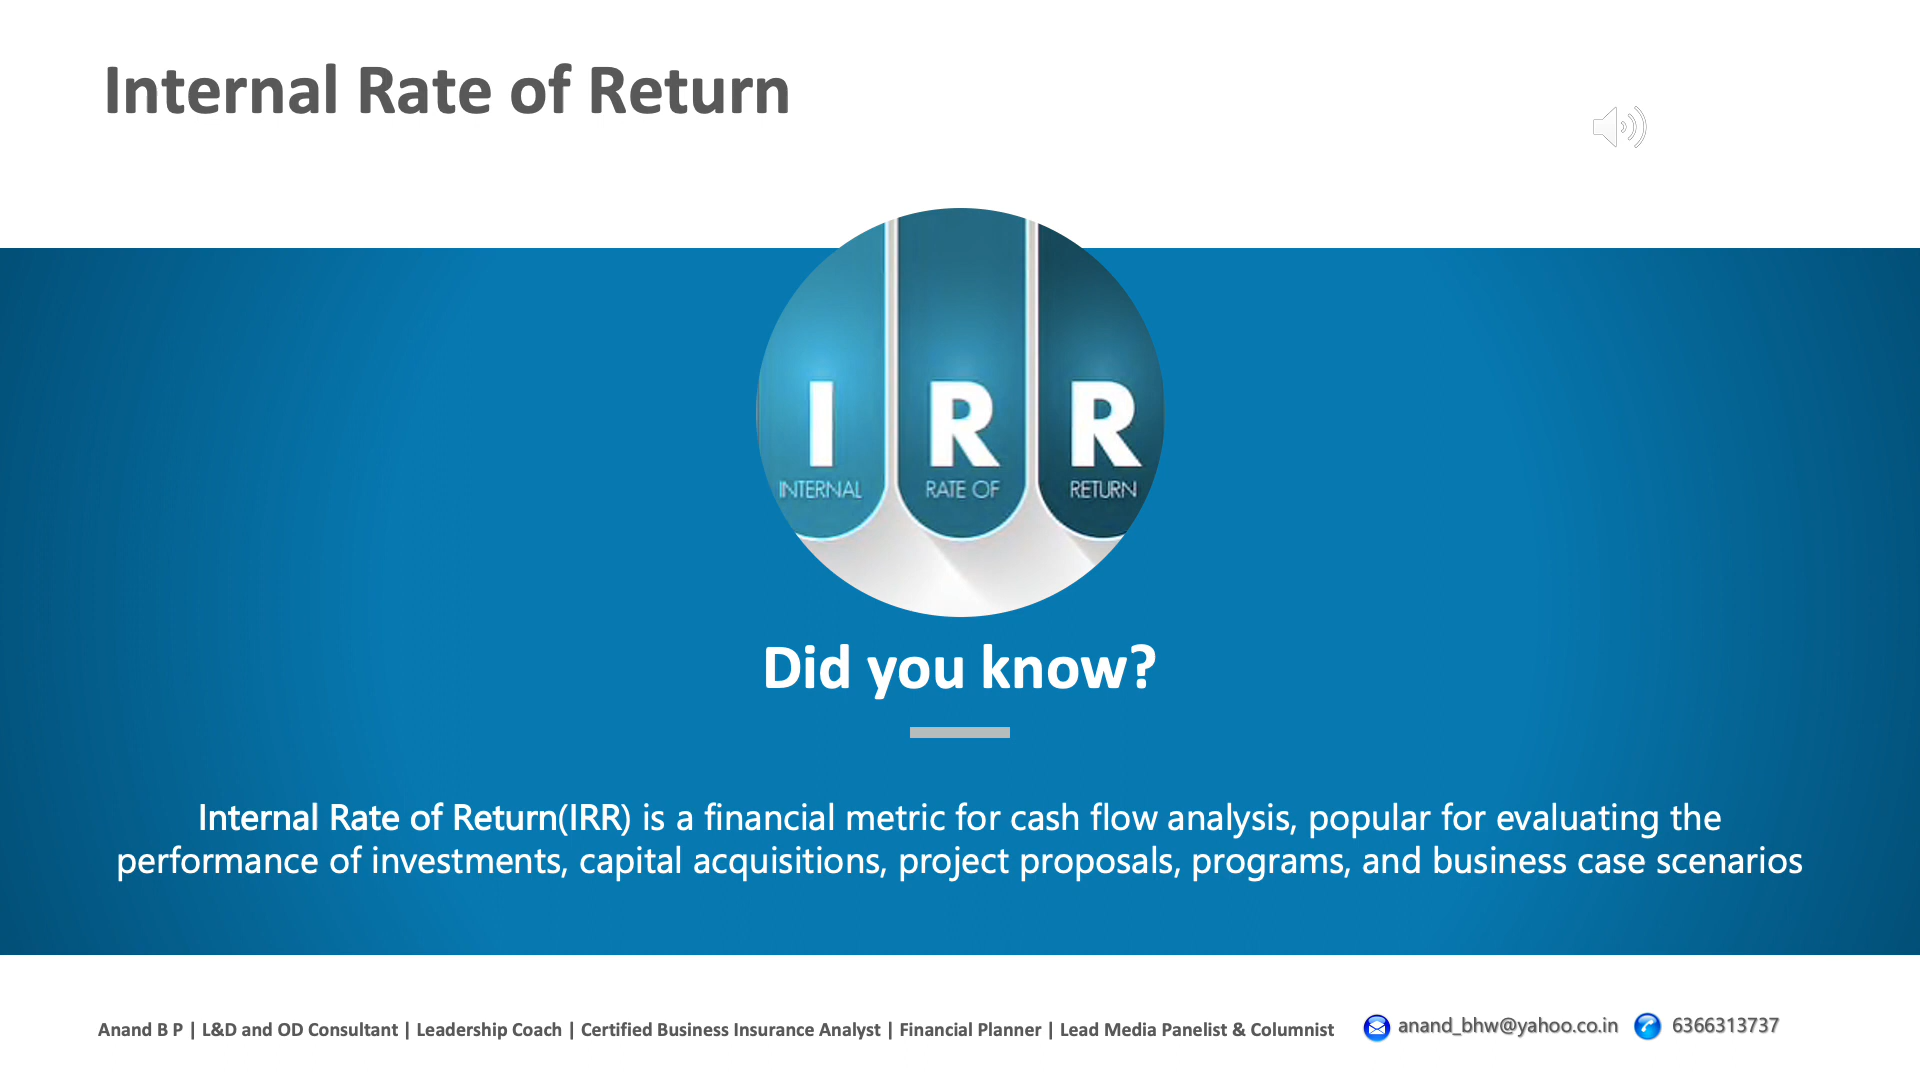 Internal Rate of Return
I R R
INTERNAL RATE OF RETURN
Did you know?
Internal Rate of Return(IRR) is a financial metric for cash flow analysis, popular for evaluating the
performance of investments, capital acquisitions, project proposals, programs, and business case scenarios
Anand B P | L&D and OD Consultant | Leadership Coach | Certified Business Insurance Analyst | Financial Planner | Lead Media Panelist & Columnist anand_bhw@yahoo.co.in 6366313737